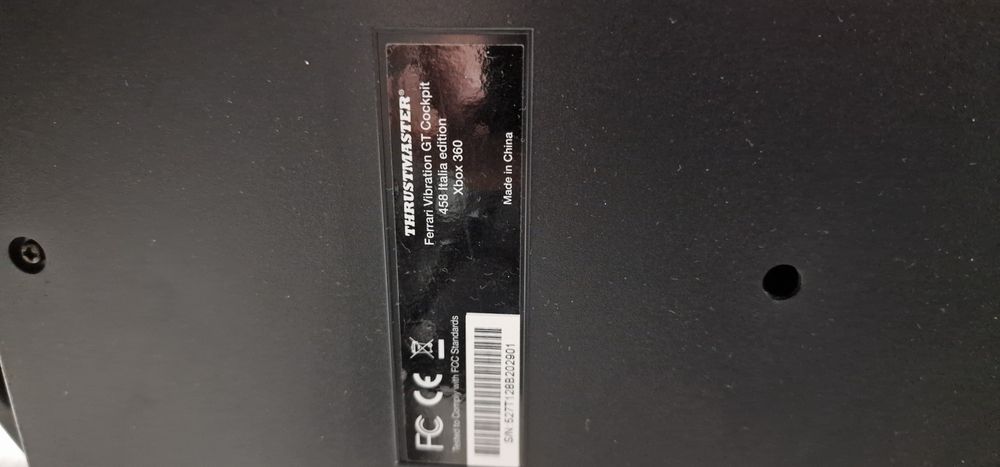 THRUSTMASTER®
Ferrari Vibration GT Cockpit
458 Italia edition
Xbox 360
Made in China
FC CE
Tested to Comply with FCC Standards
S/N: 527T128B202901